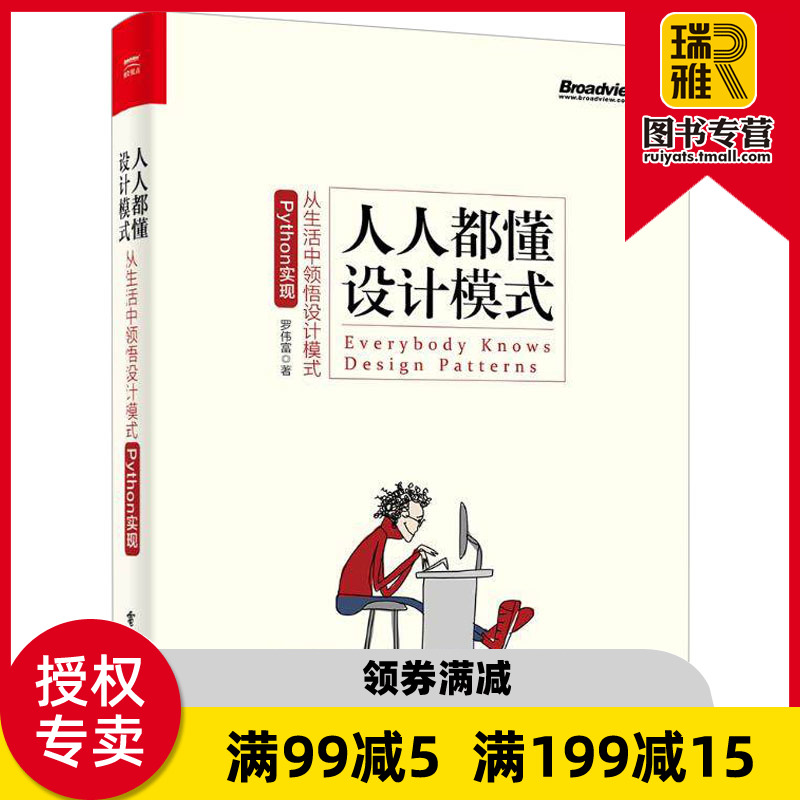 瑞雅
图书专营
ruiyats.tmall.com
Broadview
www.broadview.com
人人都懂
设计模式
从生活中领悟设计模式
Python实现
人人都懂
设计模式
Everybody Knows
Design Patterns
从生活中领悟设计模式
Python实现
罗伟富◎著
授权
专卖
领券满减
满99减5 满199减15